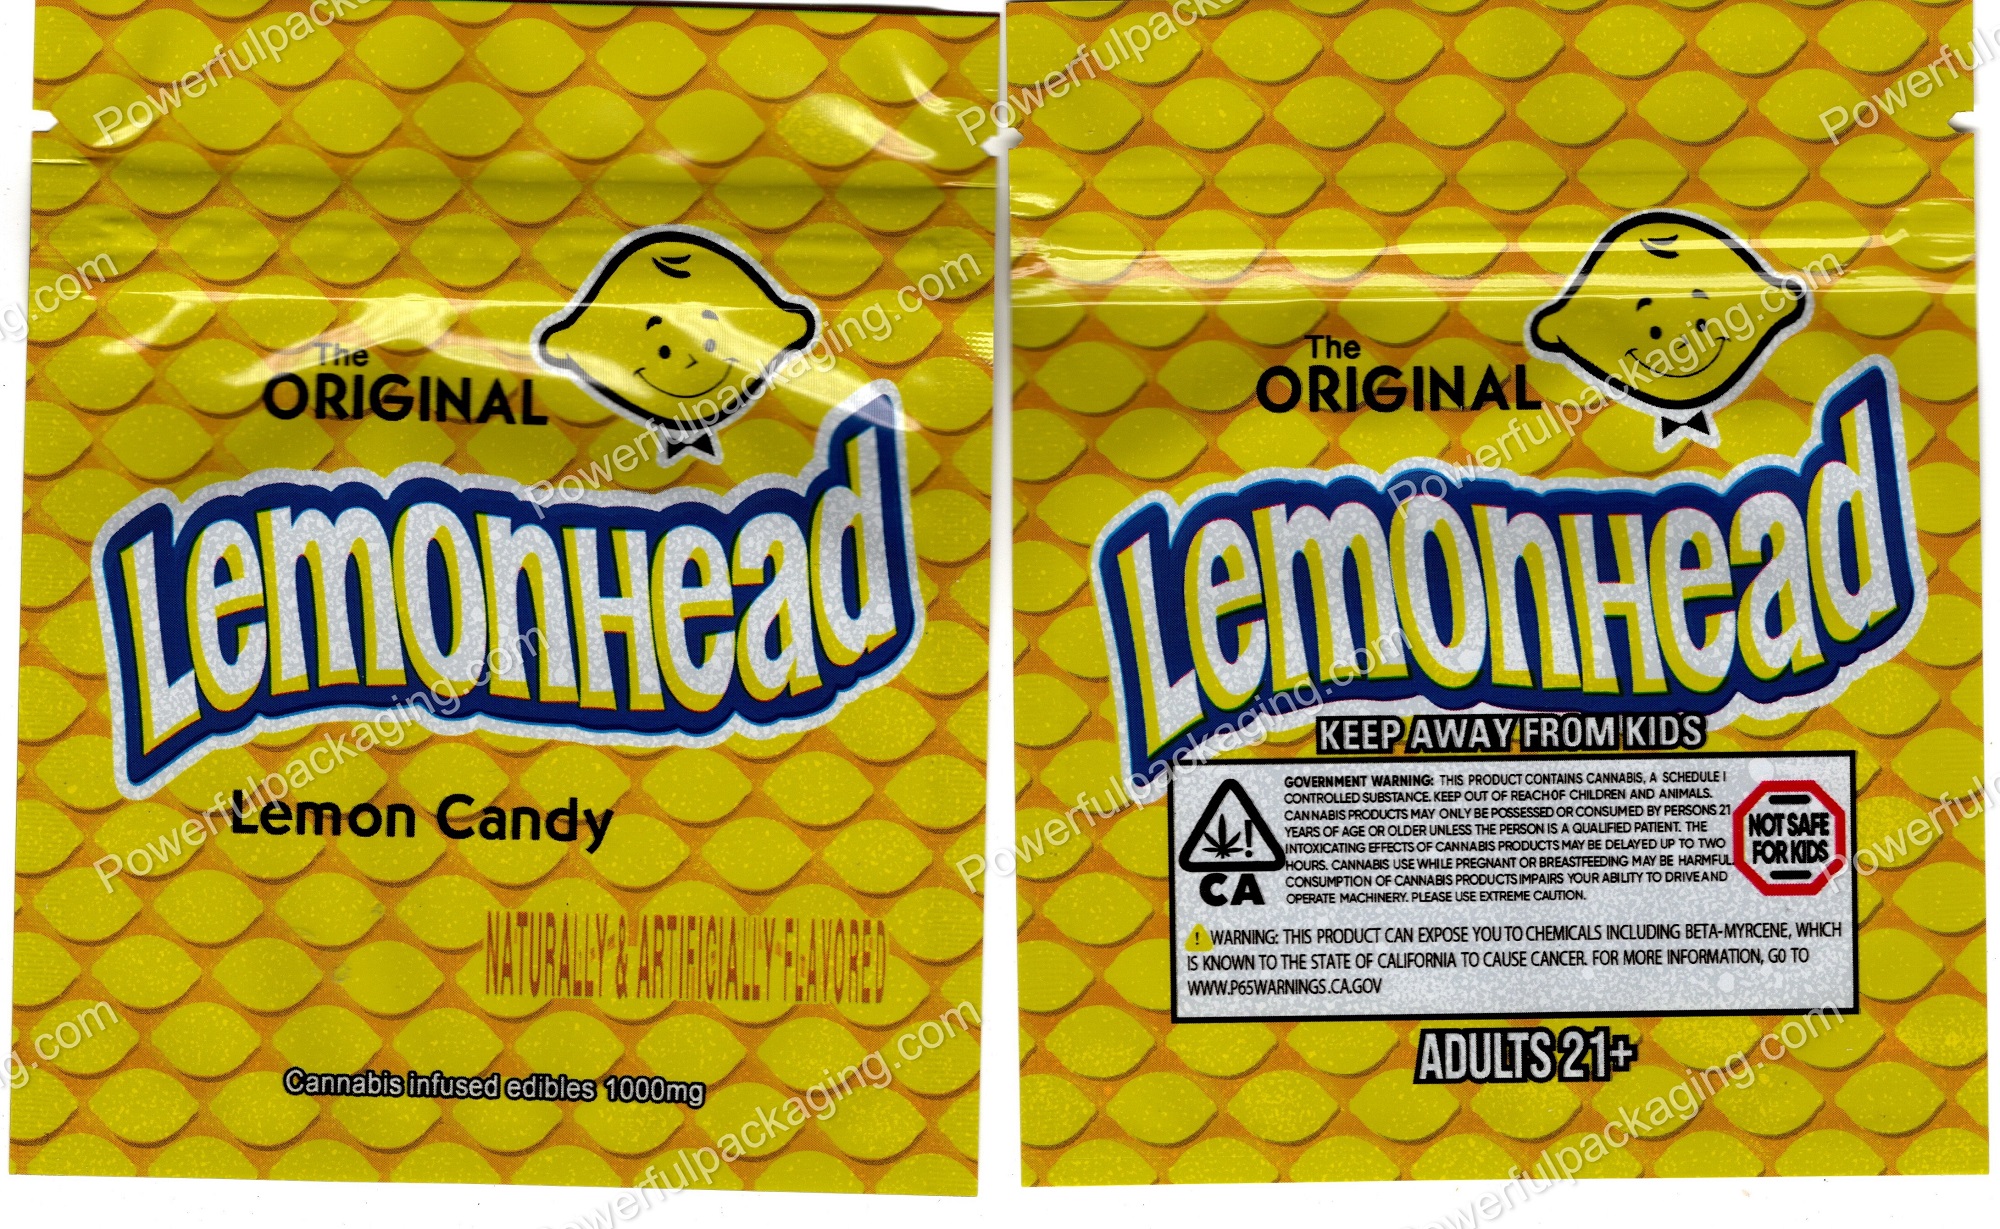 The
ORIGINAL
Lemonhead
Lemon Candy
NATURALLY & ARTIFICIALLY FLAVORED
Cannabis infused edibles 1000mg
The
ORIGINAL
Lemonhead
KEEP AWAY FROM KIDS
GOVERNMENT WARNING: THIS PRODUCT CONTAINS CANNABIS, A SCHEDULE I
CONTROLLED SUBSTANCE. KEEP OUT OF REACH OF CHILDREN AND ANIMALS.
CANNABIS PRODUCTS MAY ONLY BE POSSESSED OR CONSUMED BY PERSONS 21
YEARS OF AGE OR OLDER UNLESS THE PERSON IS A QUALIFIED PATIENT. THE
INTOXICATING EFFECTS OF CANNABIS PRODUCTS MAY BE DELAYED UP TO TWO
HOURS. CANNABIS USE WHILE PREGNANT OR BREASTFEEDING MAY BE HARMFUL.
CONSUMPTION OF CANNABIS PRODUCTS IMPAIRS YOUR ABILITY TO DRIVE AND
OPERATE MACHINERY. PLEASE USE EXTREME CAUTION.
CA
NOT SAFE
FOR KIDS
WARNING: THIS PRODUCT CAN EXPOSE YOU TO CHEMICALS INCLUDING BETA-MYRCENE, WHICH
IS KNOWN TO THE STATE OF CALIFORNIA TO CAUSE CANCER. FOR MORE INFORMATION, GO TO
WWW.P65WARNINGS.CA.GOV
ADULTS 21+
Powerfulpackaging.com